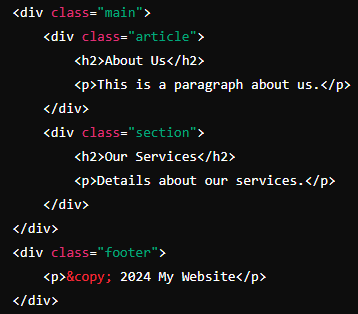 <div class="main">
    <div class="article">
        <h2>About Us</h2>
        <p>This is a paragraph about us.</p>
    </div>
    <div class="section">
        <h2>Our Services</h2>
        <p>Details about our services.</p>
    </div>
</div>
<div class="footer">
    <p>&copy; 2024 My Website</p>
</div>